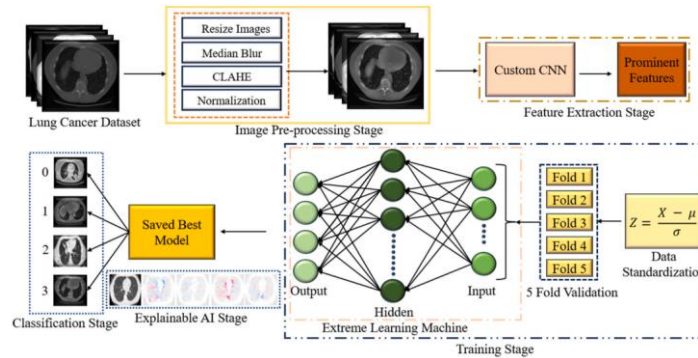 Resize Images
Median Blur
CLAHE
Normalization
Lung Cancer Dataset
Image Pre-processing Stage
Custom CNN
Prominent
Features
Feature Extraction Stage
0
1
2
3
Classification Stage
Saved Best
Model
Explainable AI Stage
Output
Hidden
Input
Extreme Learning Machine
Fold 1
Fold 2
Fold 3
Fold 4
Fold 5
5 Fold Validation
Z = X − μ
σ
Data
Standardization
Training Stage